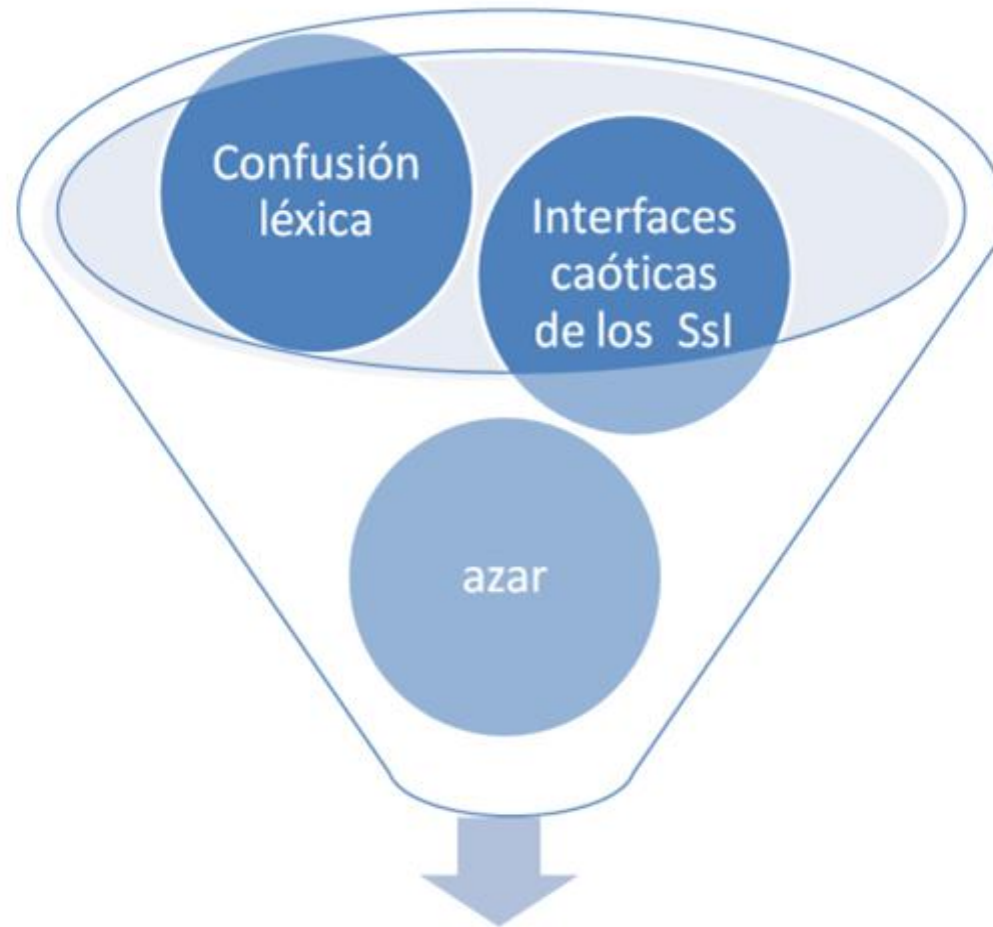 Confusión
léxica
Interfaces
caóticas
de los SsI
azar